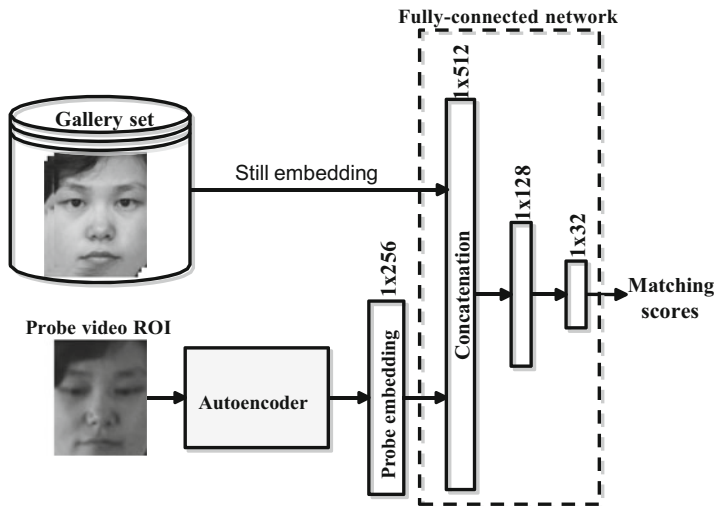 Fully-connected network
1x512
Gallery set
Still embedding
1x128
1x32
1x256
Concatenation
Matching
scores
Probe video ROI
Autoencoder
Probe embedding